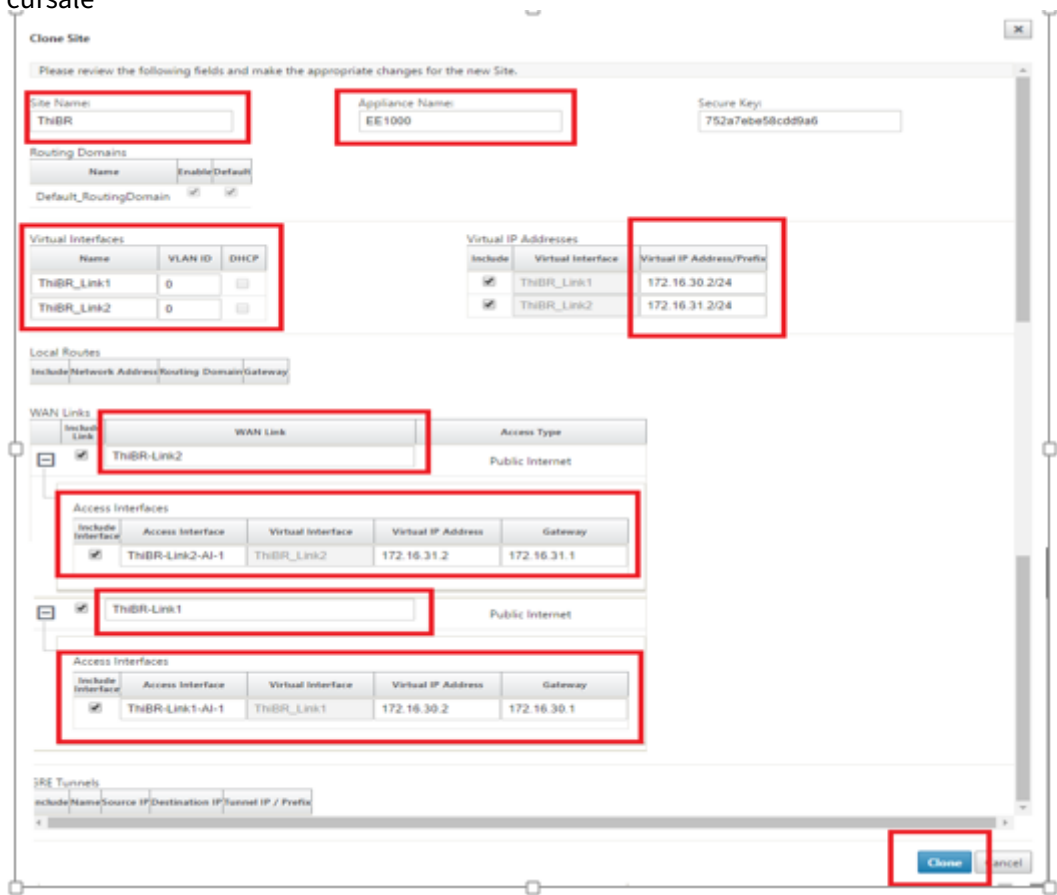 cursale
Clone Site
Please review the following fields and make the appropriate changes for the new Site.
Site Name: Appliance Name: Secure Key:
ThiBR EE1000 752a7ebe58cdd9a6
Routing Domains
Name Enable Default
Default_RoutingDomain
Virtual Interfaces Virtual IP Addresses
Name VLAN ID DHCP Include Virtual Interface Virtual IP Address/Prefix
ThiBR_Link1 0 ThiBR_Link1 172.16.30.2/24
ThiBR_Link2 0 ThiBR_Link2 172.16.31.2/24
Local Routes
Include Network Address Routing Domain Gateway
WAN Links
Include Link WAN Link Access Type
ThiBR-Link2 Public Internet
Access Interfaces
Include Interface Access Interface Virtual Interface Virtual IP Address Gateway
ThiBR-Link2-AI-1 ThiBR_Link2 172.16.31.2 172.16.31.1
ThiBR-Link1 Public Internet
Access Interfaces
Include Interface Access Interface Virtual Interface Virtual IP Address Gateway
ThiBR-Link1-AI-1 ThiBR_Link1 172.16.30.2 172.16.30.1
GRE Tunnels
nclude Name Source IP Destination IP Tunnel IP / Prefix
Clone Cancel